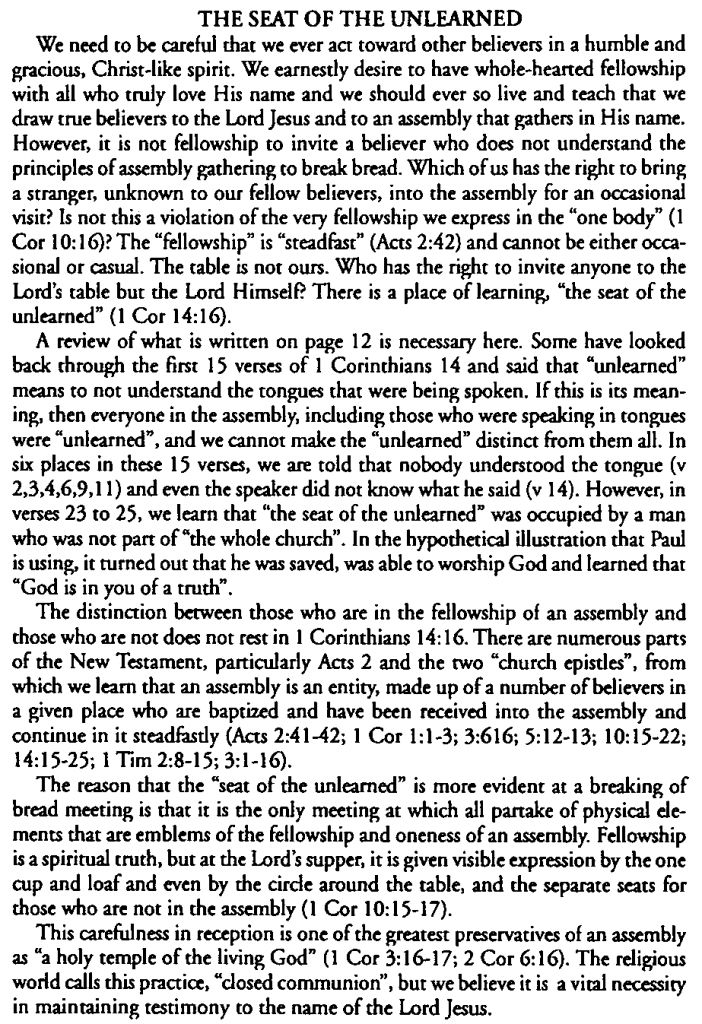 THE SEAT OF THE UNLEARNED
We need to be careful that we ever act toward other believers in a humble and
gracious, Christ-like spirit. We earnestly desire to have whole-hearted fellowship
with all who truly love His name and we should ever so live and teach that we
draw true believers to the Lord Jesus and to an assembly that gathers in His name.
However, it is not fellowship to invite a believer who does not understand the
principles of assembly gathering to break bread. Which of us has the right to bring
a stranger, unknown to our fellow believers, into the assembly for an occasional
visit? Is not this a violation of the very fellowship we express in the “one body” (1
Cor 10:16)? The “fellowship” is “steadfast” (Acts 2:42) and cannot be either occa-
sional or casual. The table is not ours. Who has the right to invite anyone to the
Lord's table but the Lord Himself? There is a place of learning, “the seat of the
unlearned” (1 Cor 14:16).
A review of what is written on page 12 is necessary here. Some have looked
back through the first 15 verses of 1 Corinthians 14 and said that “unlearned”
means to not understand the tongues that were being spoken. If this is its mean-
ing, then everyone in the assembly, including those who were speaking in tongues
were “unlearned”, and we cannot make the “unlearned” distinct from them all. In
six places in these 15 verses, we are told that nobody understood the tongue (v
2,3,4,6,9,11) and even the speaker did not know what he said (v 14). However, in
verses 23 to 25, we learn that “the seat of the unlearned” was occupied by a man
who was not part of “the whole church”. In the hypothetical illustration that Paul
is using, it turned out that he was saved, was able to worship God and learned that
“God is in you of a truth”.
The distinction between those who are in the fellowship of an assembly and
those who are not does not rest in 1 Corinthians 14:16. There are numerous parts
of the New Testament, particularly Acts 2 and the two “church epistles”, from
which we learn that an assembly is an entity, made up of a number of believers in
a given place who are baptized and have been received into the assembly and
continue in it steadfastly (Acts 2:41-42; 1 Cor 1:1-3; 3:616; 5:12-13; 10:15-22;
14:15-25; 1 Tim 2:8-15; 3:1-16).
The reason that the “seat of the unlearned” is more evident at a breaking of
bread meeting is that it is the only meeting at which all partake of physical ele-
ments that are emblems of the fellowship and oneness of an assembly. Fellowship
is a spiritual truth, but at the Lord's supper, it is given visible expression by the one
cup and loaf and even by the circle around the table, and the separate seats for
those who are not in the assembly (1 Cor 10:15-17).
This carefulness in reception is one of the greatest preservatives of an assembly
as “a holy temple of the living God” (1 Cor 3:16-17; 2 Cor 6:16). The religious
world calls this practice, “closed communion”, but we believe it is a vital necessity
in maintaining testimony to the name of the Lord Jesus.